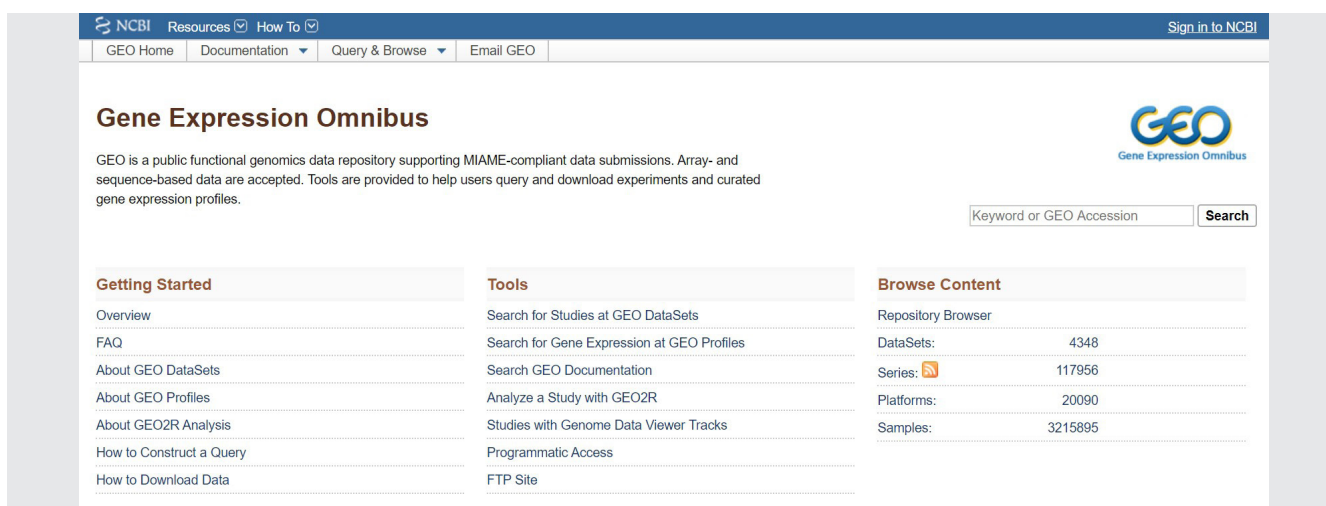 NCBI Resources How To Sign in to NCBI
GEO Home Documentation Query & Browse Email GEO
Gene Expression Omnibus
GEO is a public functional genomics data repository supporting MIAME-compliant data submissions. Array- and
sequence-based data are accepted. Tools are provided to help users query and download experiments and curated
gene expression profiles.
GEO
Gene Expression Omnibus
Keyword or GEO Accession Search
Getting Started
Overview
FAQ
About GEO DataSets
About GEO Profiles
About GEO2R Analysis
How to Construct a Query
How to Download Data
Tools
Search for Studies at GEO DataSets
Search for Gene Expression at GEO Profiles
Search GEO Documentation
Analyze a Study with GEO2R
Studies with Genome Data Viewer Tracks
Programmatic Access
FTP Site
Browse Content
Repository Browser
DataSets: 4348
Series: 117956
Platforms: 20090
Samples: 3215895